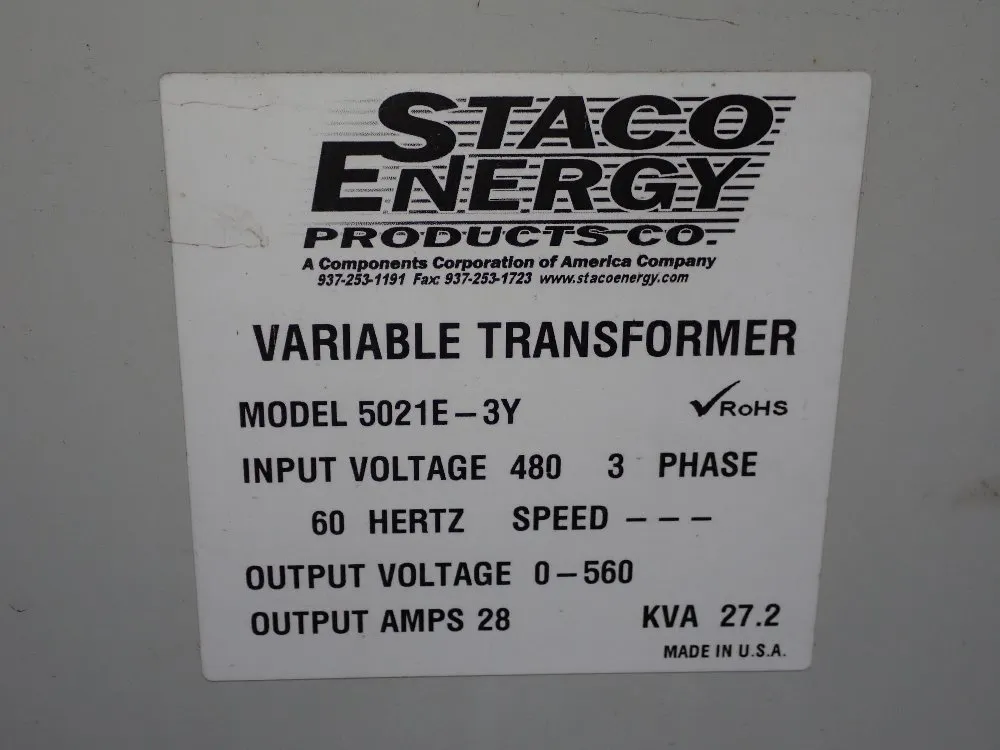 STACO
ENERGY
PRODUCTS CO.
A Components Corporation of America Company
937-253-1191 Fax: 937-253-1723 www.stacoenergy.com
VARIABLE TRANSFORMER
MODEL 5021E-3Y ✓RoHS
INPUT VOLTAGE 480 3 PHASE
60 HERTZ SPEED ---
OUTPUT VOLTAGE 0-560
OUTPUT AMPS 28 KVA 27.2
MADE IN U.S.A.